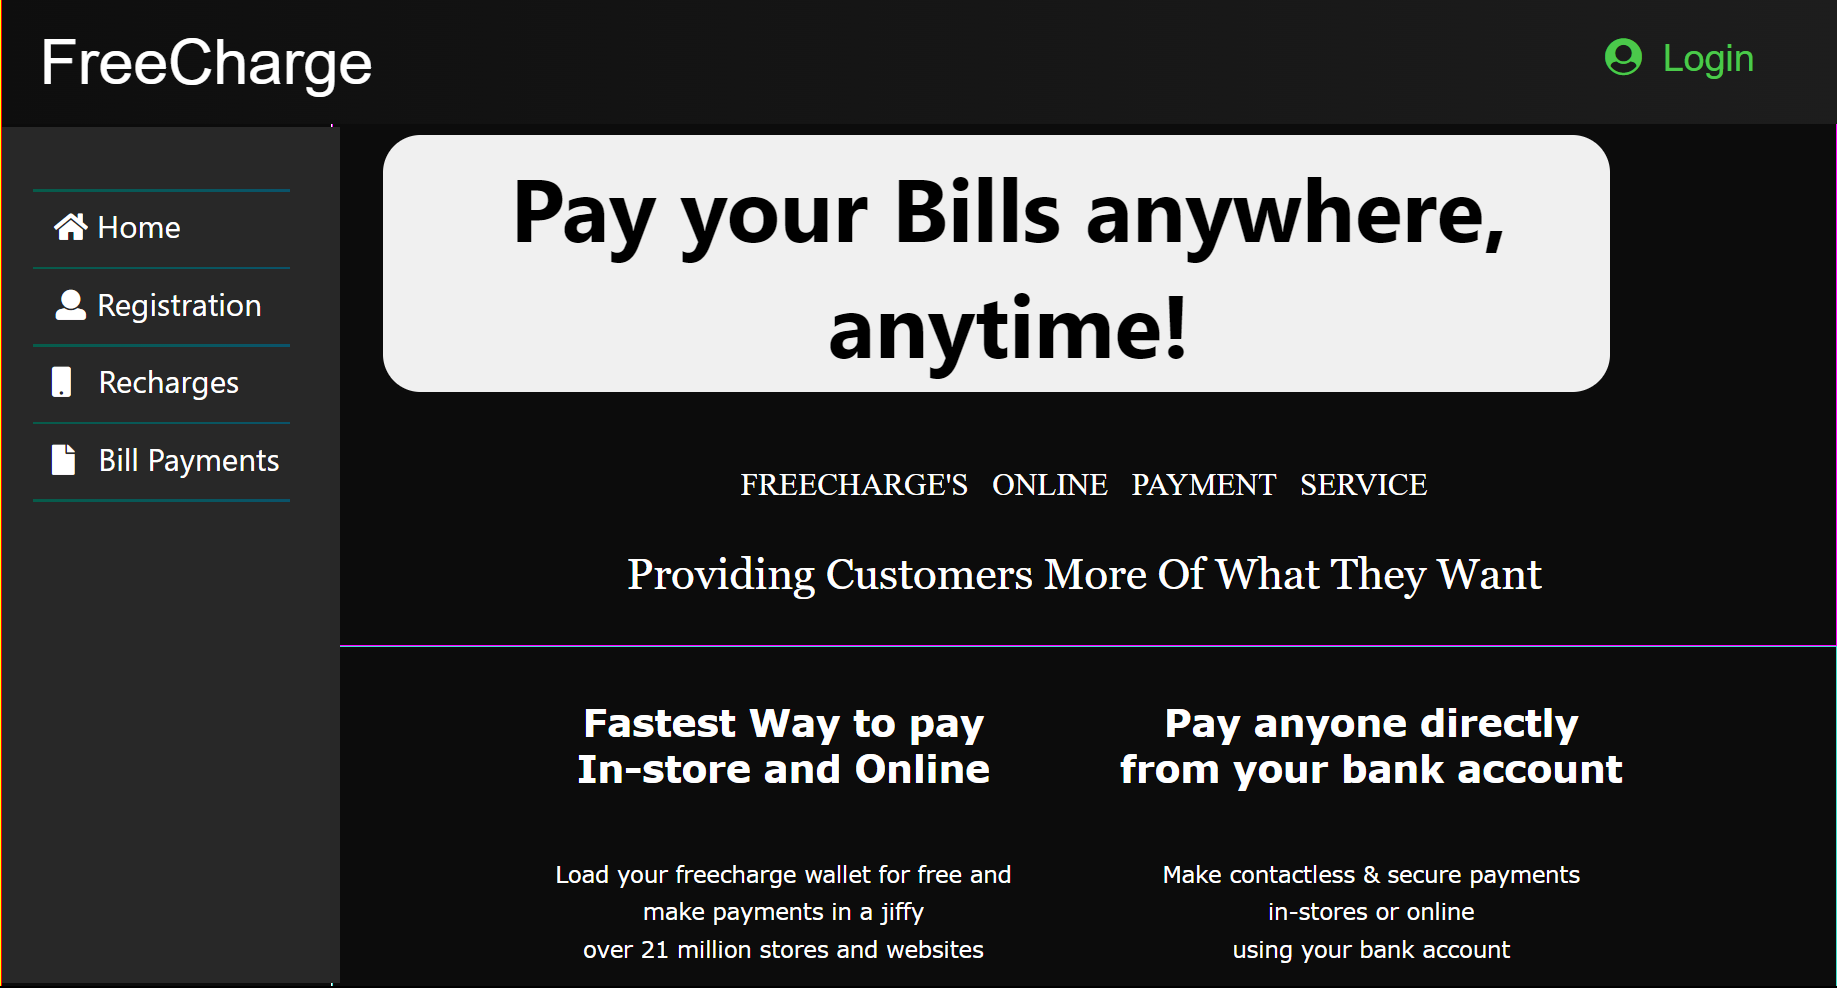 FreeCharge
Login
Home
Registration
Recharges
Bill Payments
Pay your Bills anywhere,
anytime!
FREECHARGE'S ONLINE PAYMENT SERVICE
Providing Customers More Of What They Want
Fastest Way to pay
In-store and Online
Load your freecharge wallet for free and
make payments in a jiffy
over 21 million stores and websites
Pay anyone directly
from your bank account
Make contactless & secure payments
in-stores or online
using your bank account